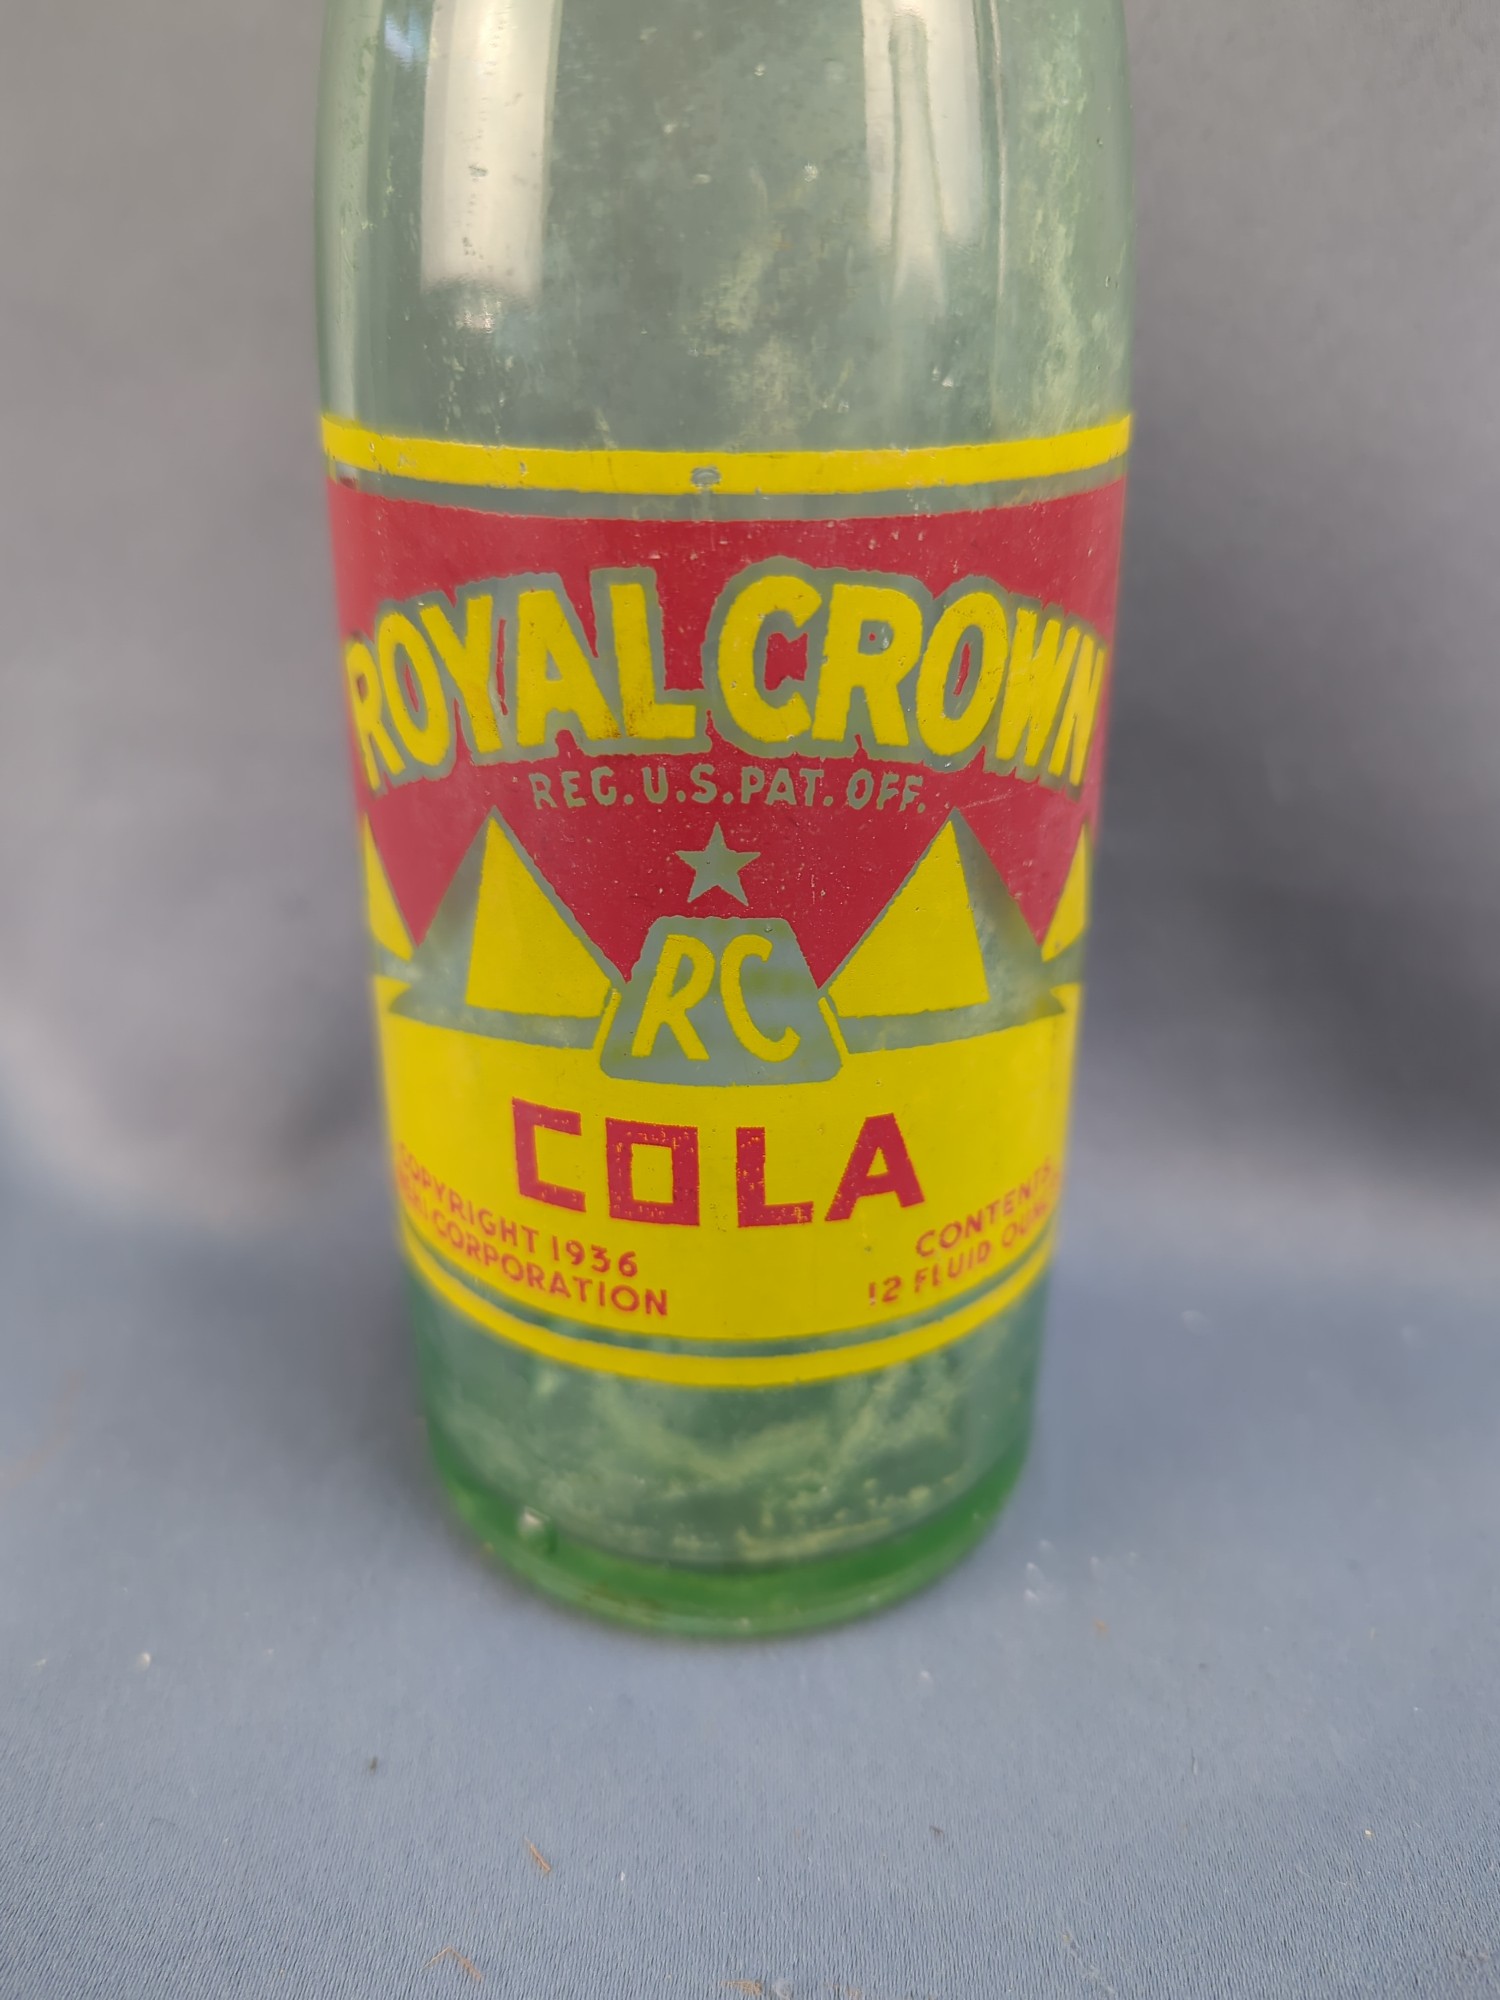 ROYAL CROWN
REG. U.S. PAT. OFF.
RC
COLA
COPYRIGHT 1936
CORPORATION
CONTENTS
12 FLUID